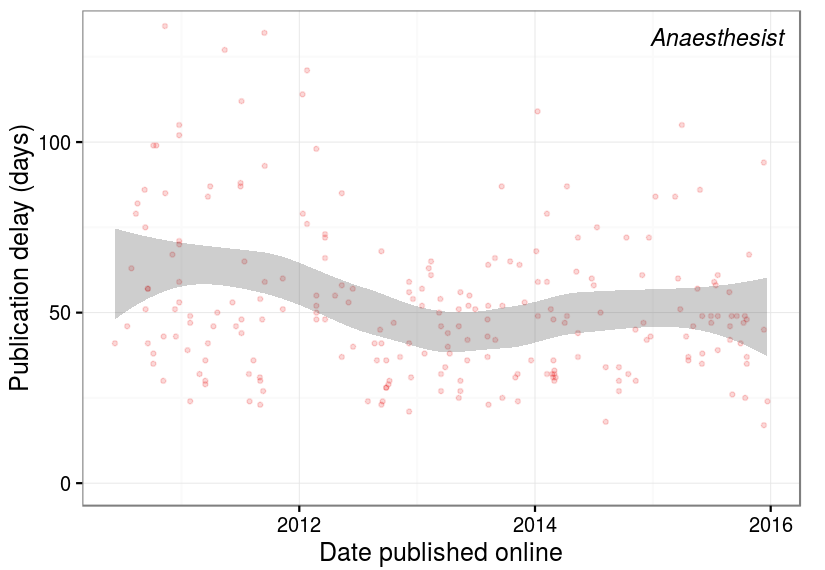 Anaesthesist
Publication delay (days)
100
50
0
2012
2014
2016
Date published online